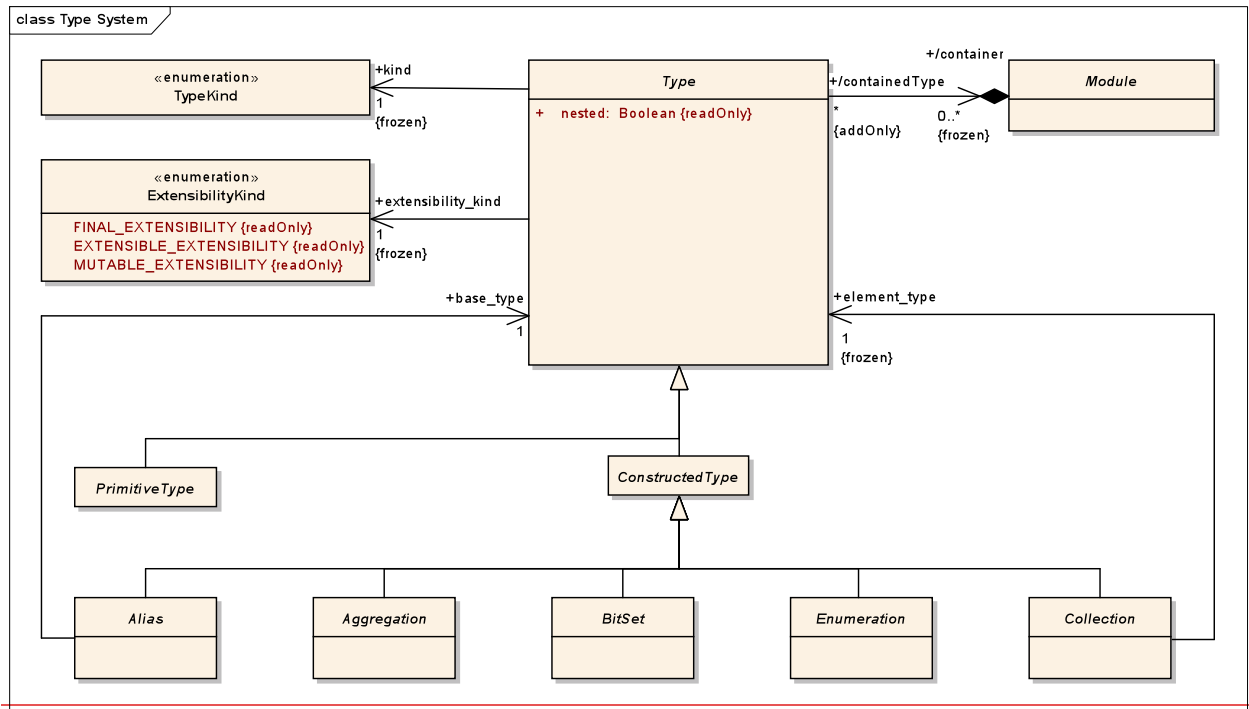 class Type System
«enumeration»
TypeKind
+kind
1
{frozen}
Type
+ nested: Boolean {readOnly}
+/container
+/containedType
*
{addOnly}
0..*
{frozen}
Module
«enumeration»
ExtensibilityKind
FINAL_EXTENSIBILITY {readOnly}
EXTENSIBLE_EXTENSIBILITY {readOnly}
MUTABLE_EXTENSIBILITY {readOnly}
+extensibility_kind
1
{frozen}
+base_type
1
+element_type
1
{frozen}
PrimitiveType
ConstructedType
Alias
Aggregation
BitSet
Enumeration
Collection